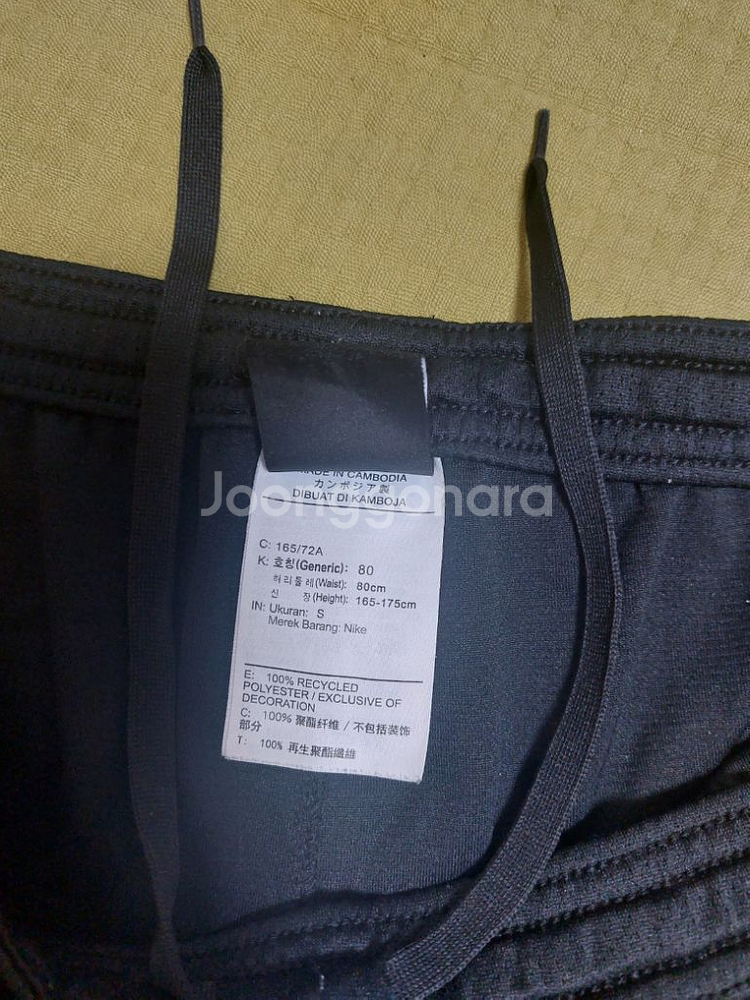 MADE IN CAMBODIA
カンボジア製
DIBUAT DI KAMBOJA
Joonggonara
C: 165/72A
K: 호칭(Generic): 80
허리둘레(Waist): 80cm
신 장(Height): 165-175cm
IN: Ukuran: S
Merek Barang: Nike
E: 100% RECYCLED
POLYESTER / EXCLUSIVE OF
DECORATION
C: 100% 聚酯纤维 / 不包括装饰
部分
T: 100% 再生聚酯纖維